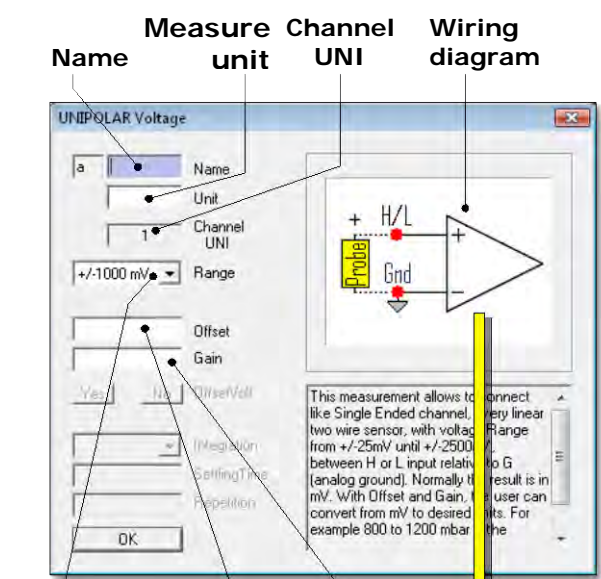 Name
Measure unit
Channel UNI
Wiring diagram
UNIPOLAR Voltage
a
Name
Unit
1 Channel
UNI
+/-1000 mV Range
Offset
Gain
Yes No OffsetVolt
Integration
SettlingTime
Repetition
OK
+ H/L +
Probe
Gnd −
This measurement allows to connect
like Single Ended channel, linear
two wire sensor, with voltage Range
from +/-25mV until +/-2500
between H or L input relative to G
(analog ground). Normally result is in
mV. With Offset and Gain, user can
convert from mV to desired For
example 800 to 1200 mbar the